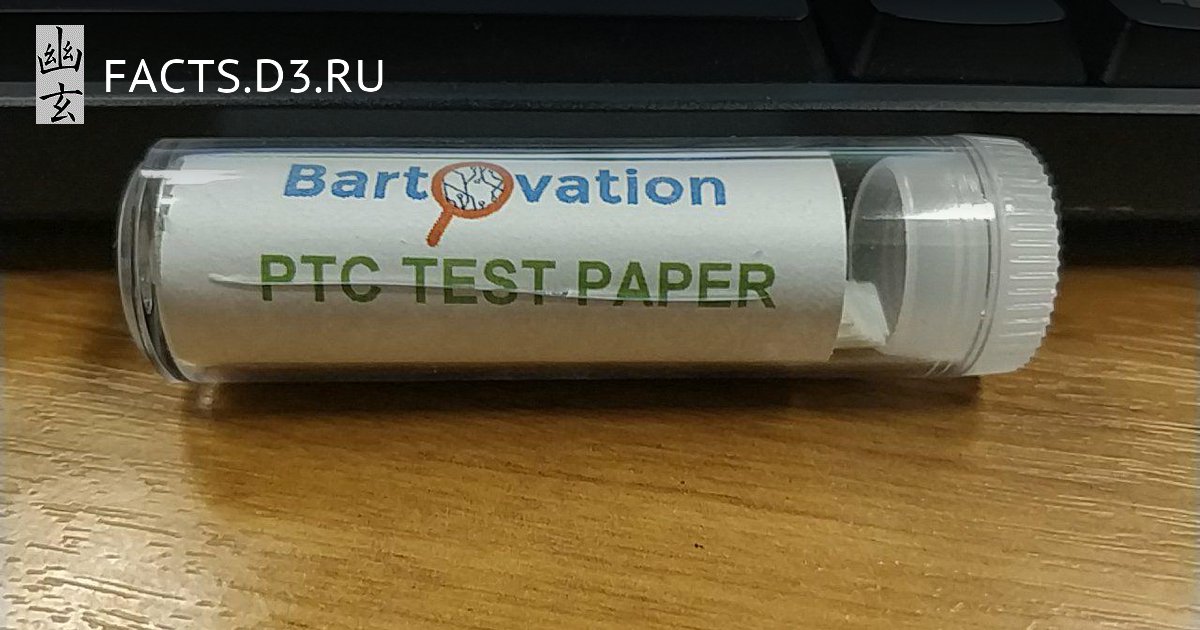 幽玄
FACTS.D3.RU
Bartovation
PTC TEST PAPER